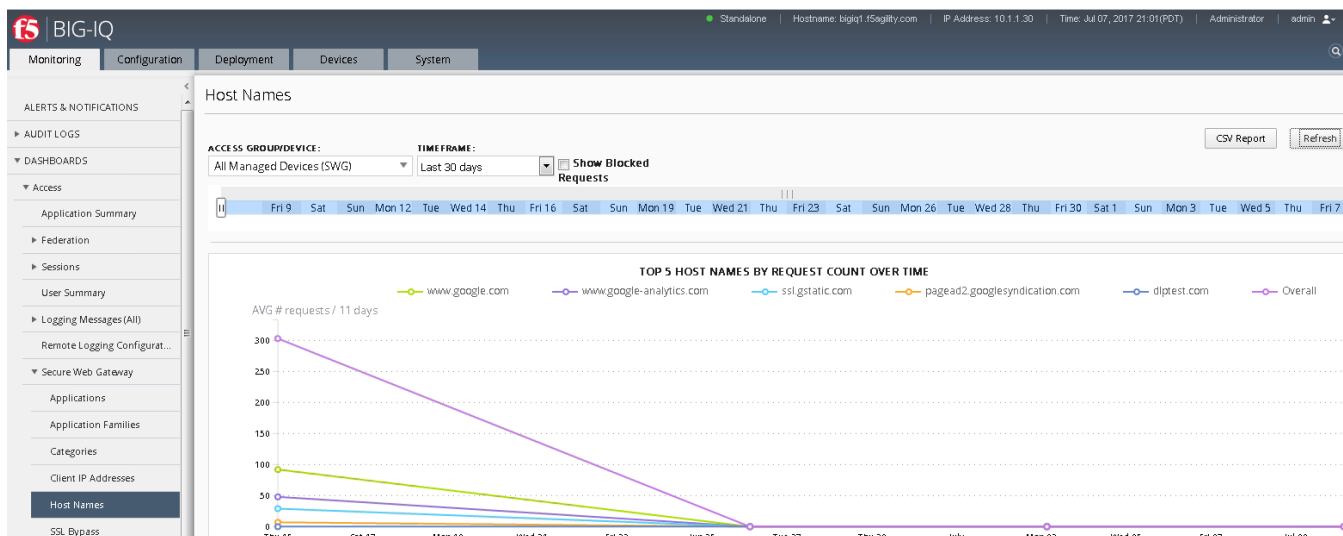 f5 BIG-IQ
Standalone | Hostname: bigiq1.f5agility.com | IP Address: 10.1.1.30 | Time: Jul 07, 2017 21:01(PDT) | Administrator | admin
Monitoring Configuration Deployment Devices System
ALERTS & NOTIFICATIONS
AUDIT LOGS
DASHBOARDS
Access
Application Summary
Federation
Sessions
User Summary
Logging Messages (All)
Remote Logging Configurat...
Secure Web Gateway
Applications
Application Families
Categories
Client IP Addresses
Host Names
SSL Bypass
Host Names
CSV Report Refresh
ACCESS GROUP/DEVICE: TIMEFRAME:
All Managed Devices (SWG) Last 30 days Show Blocked
Requests
Fri 9 Sat Sun Mon 12 Tue Wed 14 Thu Fri 16 Sat Sun Mon 19 Tue Wed 21 Thu Fri 23 Sat Sun Mon 26 Tue Wed 28 Thu Fri 30 Sat 1 Sun Mon 3 Tue Wed 5 Thu Fri 7
TOP 5 HOST NAMES BY REQUEST COUNT OVER TIME
www.google.com www.google-analytics.com ssl.gstatic.com pagead2.googlesyndication.com dlptest.com Overall
AVG # requests / 11 days
300
250
200
150
100
50
0